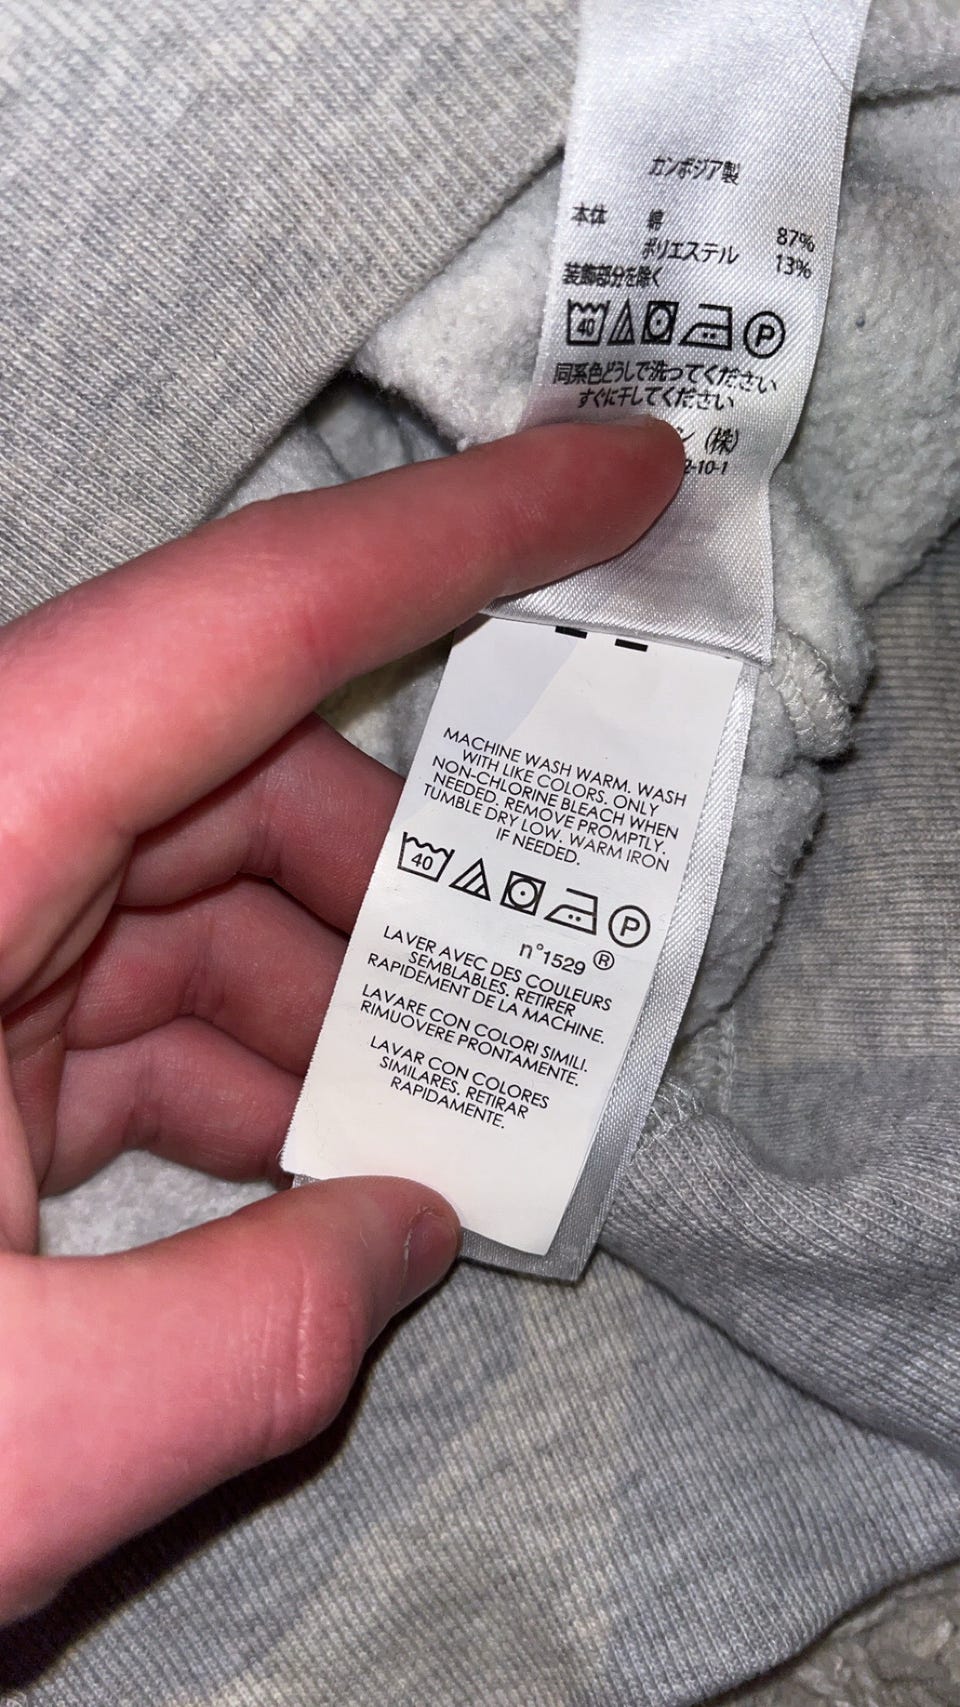 カンボジア製
本体 綿 87%
ポリエステル 13%
装飾部分を除く
40 P
同系色どうしで洗ってください
すぐに干してください
ン (株)
2-10-1
MACHINE WASH WARM. WASH
WITH LIKE COLORS. ONLY
NON-CHLORINE BLEACH WHEN
NEEDED. REMOVE PROMPTLY.
TUMBLE DRY LOW. WARM IRON
IF NEEDED.
40 P
n°1529 ®
LAVER AVEC DES COULEURS
SEMBLABLES. RETIRER
RAPIDEMENT DE LA MACHINE.
LAVARE CON COLORI SIMILI.
RIMUOVERE PRONTAMENTE.
LAVAR CON COLORES
SIMILARES. RETIRAR
RAPIDAMENTE.